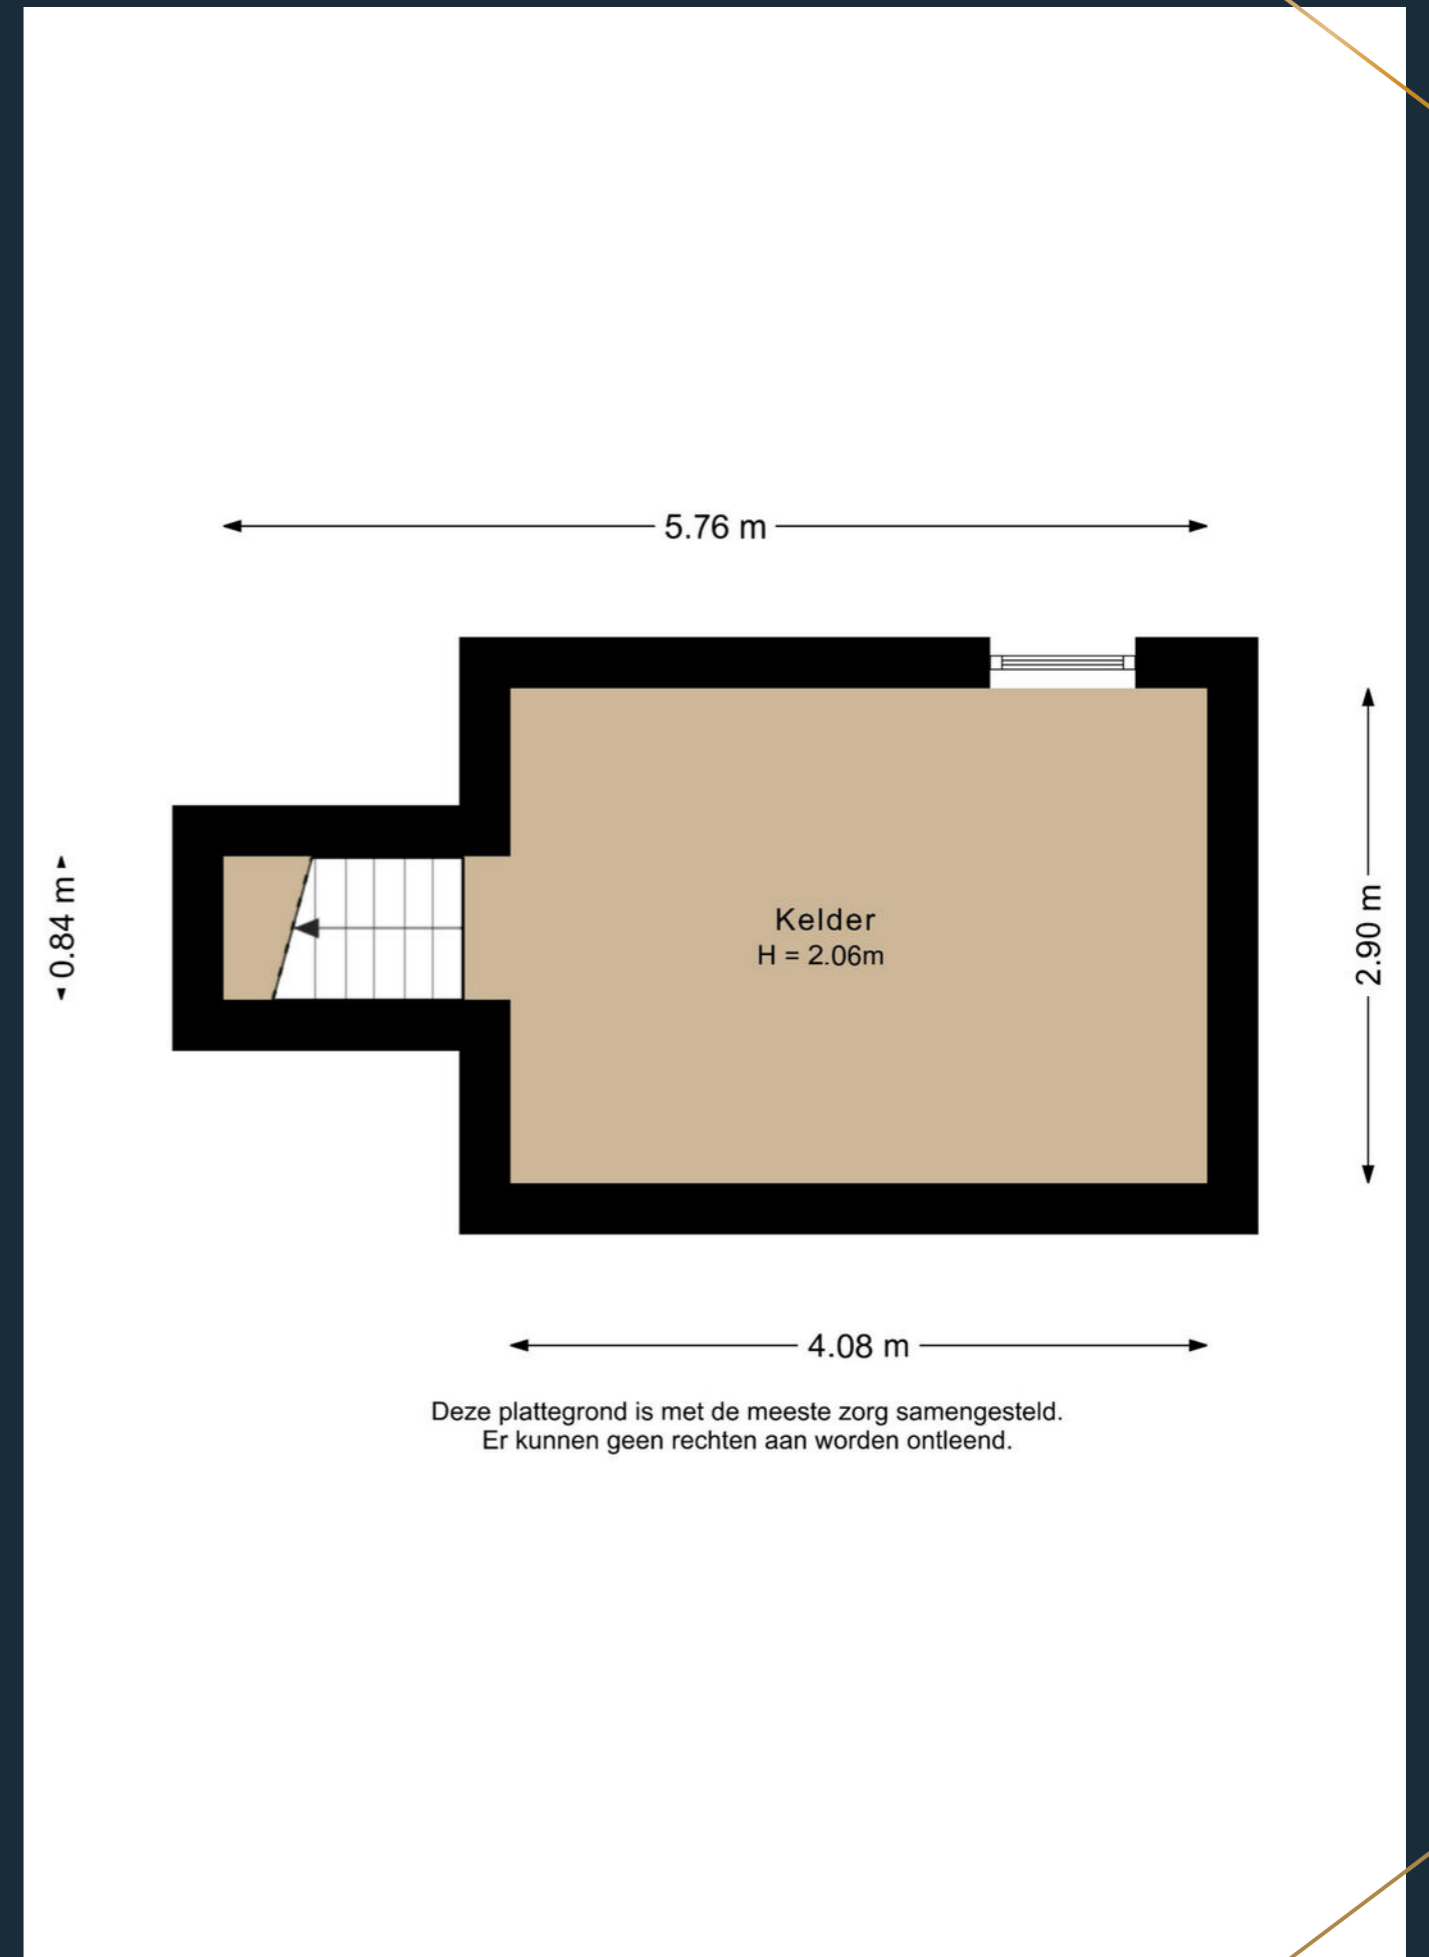 5.76 m
0.84 m
Kelder
H = 2.06m
2.90 m
4.08 m
Deze plattegrond is met de meeste zorg samengesteld.
Er kunnen geen rechten aan worden ontleend.